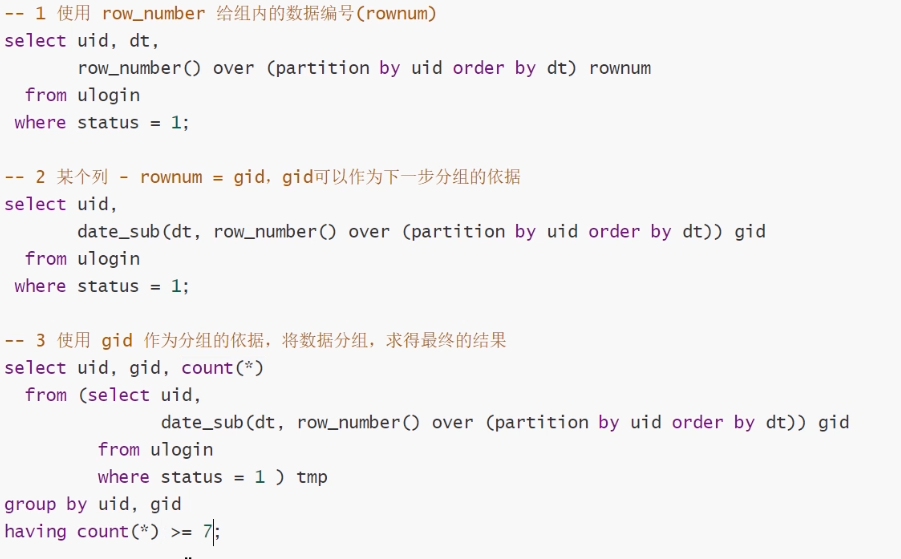 -- 1 使用 row_number 给组内的数据编号(rownum)
select uid, dt,
       row_number() over (partition by uid order by dt) rownum
  from ulogin
 where status = 1;

-- 2 某个列 - rownum = gid，gid可以作为下一步分组的依据
select uid,
       date_sub(dt, row_number() over (partition by uid order by dt)) gid
  from ulogin
 where status = 1;

-- 3 使用 gid 作为分组的依据，将数据分组，求得最终的结果
select uid, gid, count(*)
  from (select uid,
               date_sub(dt, row_number() over (partition by uid order by dt)) gid
         from ulogin
         where status = 1 ) tmp
group by uid, gid
having count(*) >= 7;